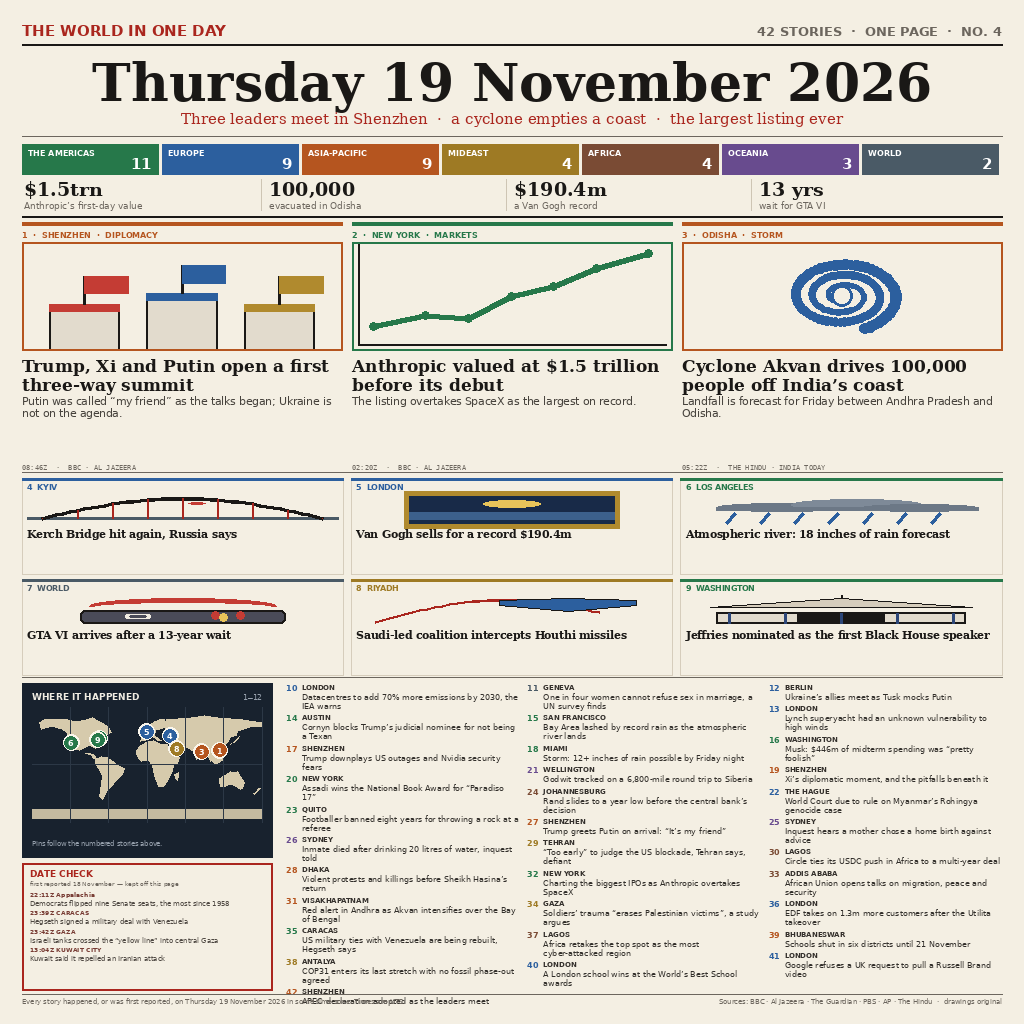 THE WORLD IN ONE DAY
42 STORIES · ONE PAGE · NO. 4
Thursday 19 November 2026
Three leaders meet in Shenzhen · a cyclone empties a coast · the largest listing ever
THE AMERICAS 11
EUROPE 9
ASIA-PACIFIC 9
MIDEAST 4
AFRICA 4
OCEANIA 3
WORLD 2
$1.5trn
Anthropic’s first-day value
100,000
evacuated in Odisha
$190.4m
a Van Gogh record
13 yrs
wait for GTA VI
1 · SHENZHEN · DIPLOMACY
Trump, Xi and Putin open a first
three-way summit
Putin was called “my friend” as the talks began; Ukraine is
not on the agenda.
08:46Z · BBC · AL JAZEERA
2 · NEW YORK · MARKETS
Anthropic valued at $1.5 trillion
before its debut
The listing overtakes SpaceX as the largest on record.
02:20Z · BBC · AL JAZEERA
3 · ODISHA · STORM
Cyclone Akvan drives 100,000
people off India’s coast
Landfall is forecast for Friday between Andhra Pradesh and
Odisha.
05:22Z · THE HINDU · INDIA TODAY
4 KYIV
Kerch Bridge hit again, Russia says
5 LONDON
Van Gogh sells for a record $190.4m
6 LOS ANGELES
Atmospheric river: 18 inches of rain forecast
7 WORLD
GTA VI arrives after a 13-year wait
8 RIYADH
Saudi-led coalition intercepts Houthi missiles
9 WASHINGTON
Jeffries nominated as the first Black House speaker
WHERE IT HAPPENED 1–12
6
9
5
4
8
3
1
Pins follow the numbered stories above.
DATE CHECK
first reported 18 November — kept off this page
22:11Z Appalachia
Democrats flipped nine Senate seats, the most since 1958
23:39Z CARACAS
Hegseth signed a military deal with Venezuela
23:42Z GAZA
Israeli tanks crossed the “yellow line” into central Gaza
13:04Z KUWAIT CITY
Kuwait said it repelled an Iranian attack
10 LONDON
Datacentres to add 70% more emissions by 2030, the
IEA warns
14 AUSTIN
Cornyn blocks Trump’s judicial nominee for not being
a Texan
17 SHENZHEN
Trump downplays US outages and Nvidia security
fears
20 NEW YORK
Assadi wins the National Book Award for “Paradiso
17”
23 QUITO
Footballer banned eight years for throwing a rock at a
referee
26 SYDNEY
Inmate died after drinking 20 litres of water, inquest
told
28 DHAKA
Violent protests and killings before Sheikh Hasina’s
return
31 VISAKHAPATNAM
Red alert in Andhra as Akvan intensifies over the Bay
of Bengal
35 CARACAS
US military ties with Venezuela are being rebuilt,
Hegseth says
38 ANTALYA
COP31 enters its last stretch with no fossil phase-out
agreed
42 SHENZHEN
APEC declaration adopted as the leaders meet
11 GENEVA
One in four women cannot refuse sex in marriage, a
UN survey finds
15 SAN FRANCISCO
Bay Area lashed by record rain as the atmospheric
river lands
18 MIAMI
Storm: 12+ inches of rain possible by Friday night
21 WELLINGTON
Godwit tracked on a 6,800-mile round trip to Siberia
24 JOHANNESBURG
Rand slides to a year low before the central bank’s
decision
27 SHENZHEN
Trump greets Putin on arrival: “It’s my friend”
29 TEHRAN
“Too early” to judge the US blockade, Tehran says,
defiant
32 NEW YORK
Charting the biggest IPOs as Anthropic overtakes
SpaceX
34 GAZA
Soldiers’ trauma “erases Palestinian victims”, a study
argues
37 LAGOS
Africa retakes the top spot as the most
cyber-attacked region
40 LONDON
A London school wins at the World’s Best School
awards
12 BERLIN
Ukraine’s allies meet as Tusk mocks Putin
13 LONDON
Lynch superyacht had an unknown vulnerability to
high winds
16 WASHINGTON
Musk: $446m of midterm spending was “pretty
foolish”
19 SHENZHEN
Xi’s diplomatic moment, and the pitfalls beneath it
22 THE HAGUE
World Court due to rule on Myanmar’s Rohingya
genocide case
25 SYDNEY
Inquest hears a mother chose a home birth against
advice
30 LAGOS
Circle ties its USDC push in Africa to a multi-year deal
33 ADDIS ABABA
African Union opens talks on migration, peace and
security
36 LONDON
EDF takes on 1.3m more customers after the Utilita
takeover
39 BHUBANESWAR
Schools shut in six districts until 21 November
41 LONDON
Google refuses a UK request to pull a Russell Brand
video
Every story happened, or was first reported, on Thursday 19 November 2026 in
Sources: BBC · Al Jazeera · The Guardian · PBS · AP · The Hindu · drawings original